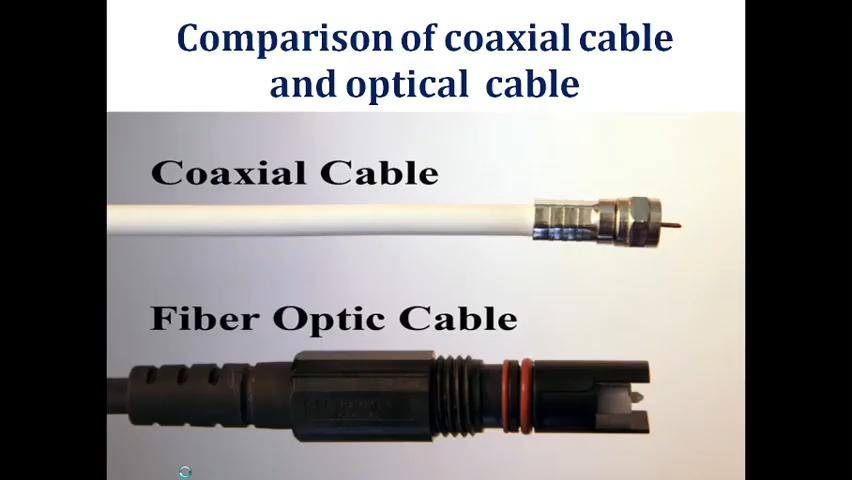 Comparison of coaxial cable
and optical cable
Coaxial Cable
Fiber Optic Cable